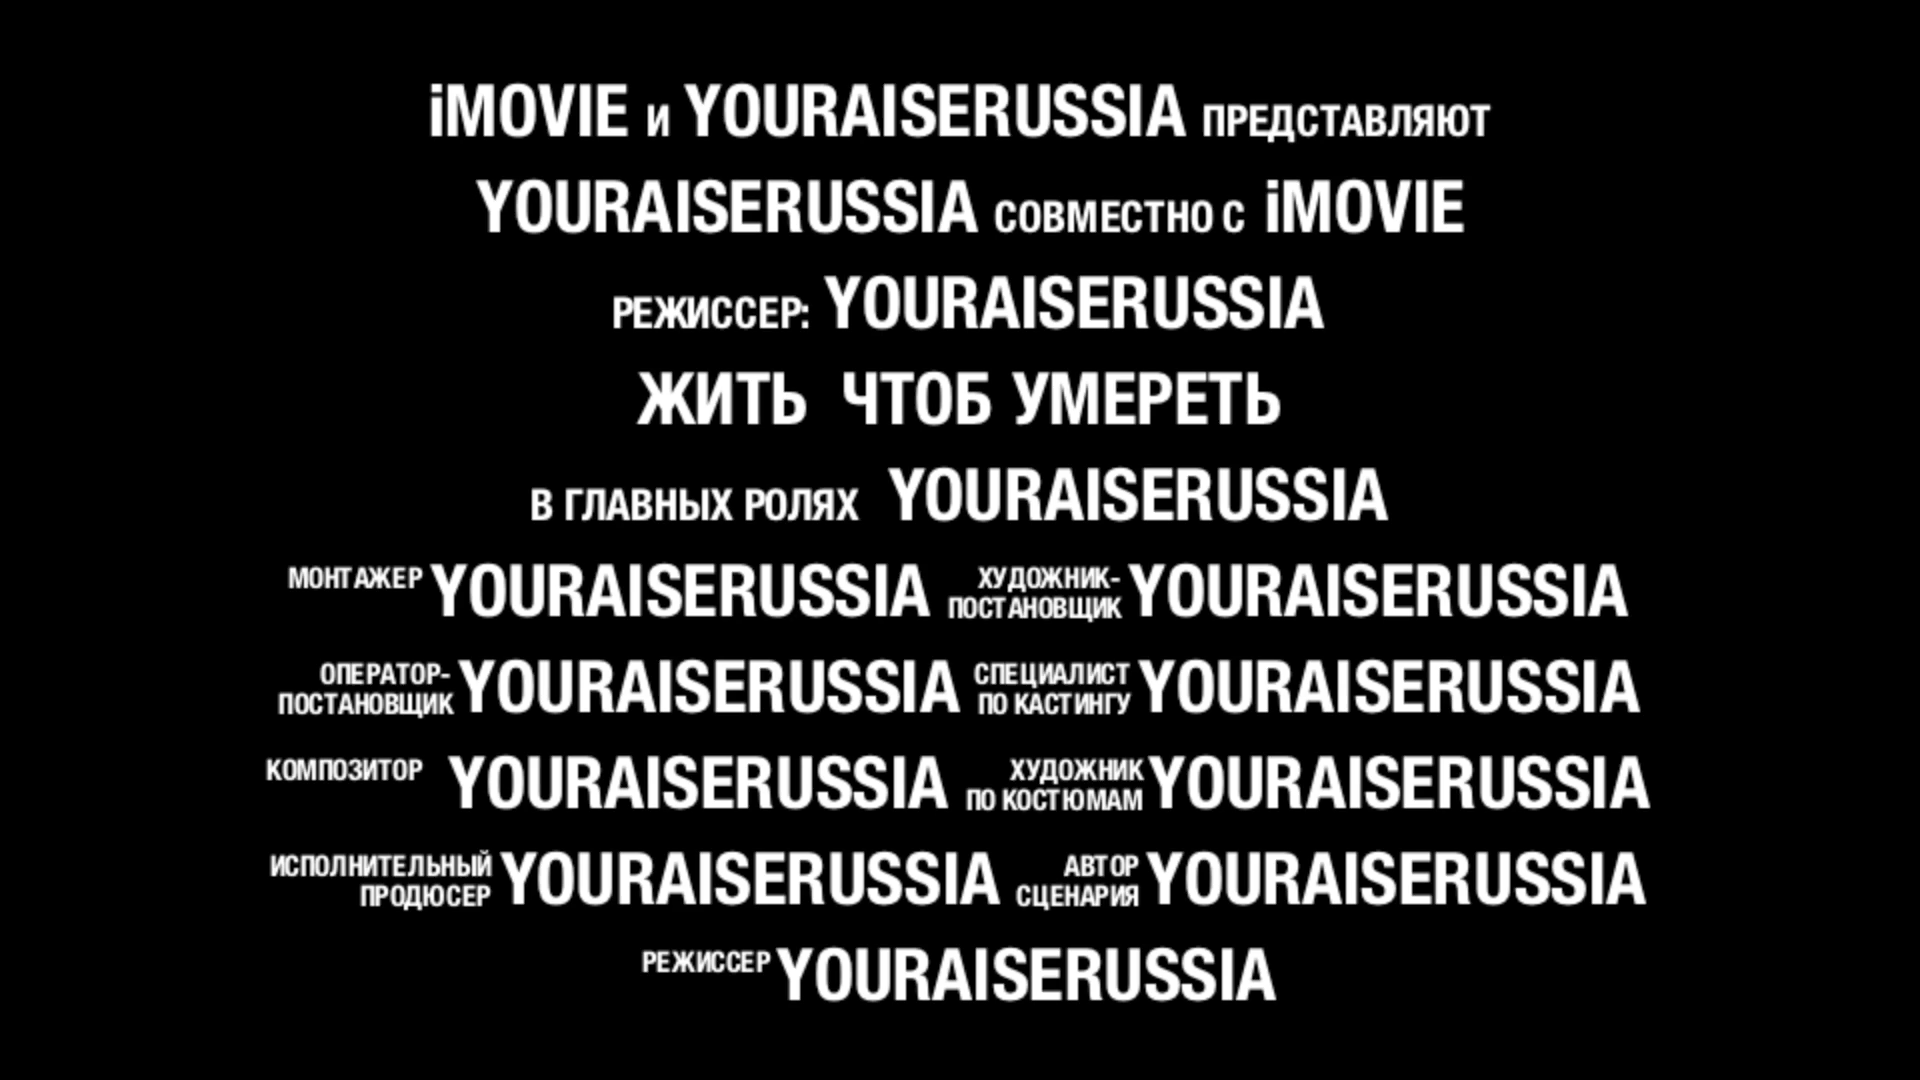 iMOVIE И YOURAISERUSSIA ПРЕДСТАВЛЯЮТ
YOURAISERUSSIA СОВМЕСТНО С iMOVIE
РЕЖИССЕР: YOURAISERUSSIA
ЖИТЬ ЧТОБ УМЕРЕТЬ
В ГЛАВНЫХ РОЛЯХ YOURAISERUSSIA
МОНТАЖЕР YOURAISERUSSIA ХУДОЖНИК-ПОСТАНОВЩИК YOURAISERUSSIA
ОПЕРАТОР-ПОСТАНОВЩИК YOURAISERUSSIA СПЕЦИАЛИСТ ПО КАСТИНГУ YOURAISERUSSIA
КОМПОЗИТОР YOURAISERUSSIA ХУДОЖНИК ПО КОСТЮМАМ YOURAISERUSSIA
ИСПОЛНИТЕЛЬНЫЙ ПРОДЮСЕР YOURAISERUSSIA АВТОР СЦЕНАРИЯ YOURAISERUSSIA
РЕЖИССЕР YOURAISERUSSIA